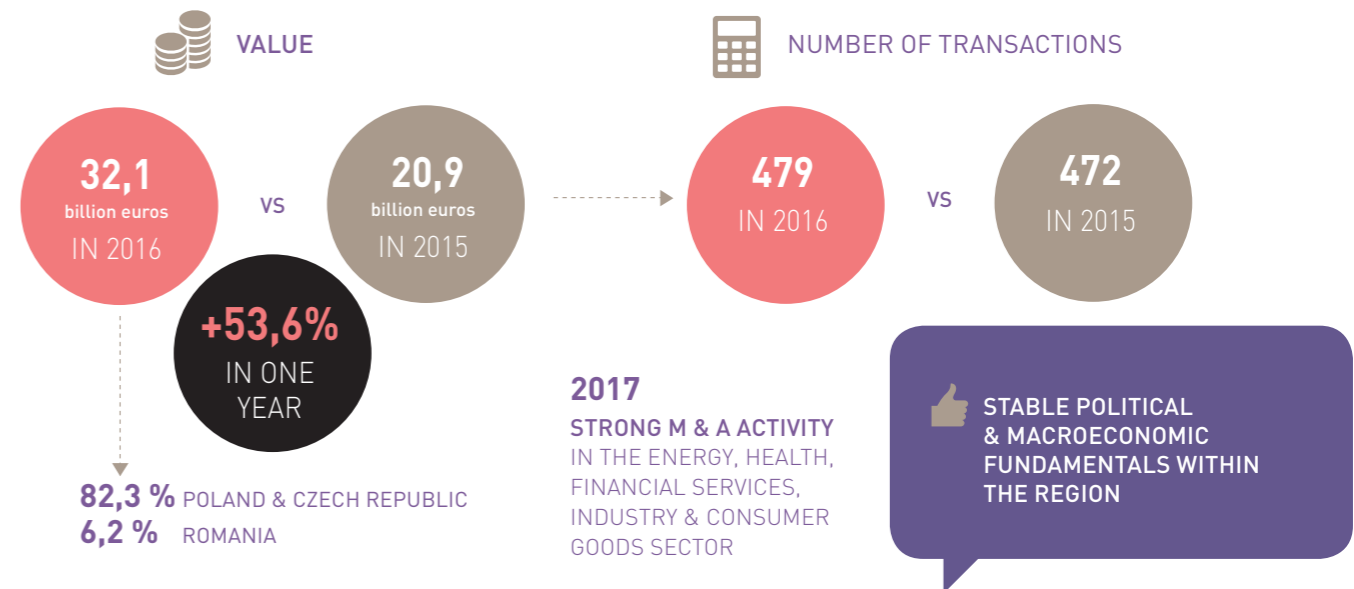 VALUE
32,1
billion euros
IN 2016
VS
20,9
billion euros
IN 2015
+53,6%
IN ONE
YEAR
82,3 % POLAND & CZECH REPUBLIC
6,2 % ROMANIA
NUMBER OF TRANSACTIONS
479
IN 2016
VS
472
IN 2015
2017
STRONG M & A ACTIVITY
IN THE ENERGY, HEALTH,
FINANCIAL SERVICES,
INDUSTRY & CONSUMER
GOODS SECTOR
STABLE POLITICAL
& MACROECONOMIC
FUNDAMENTALS WITHIN
THE REGION